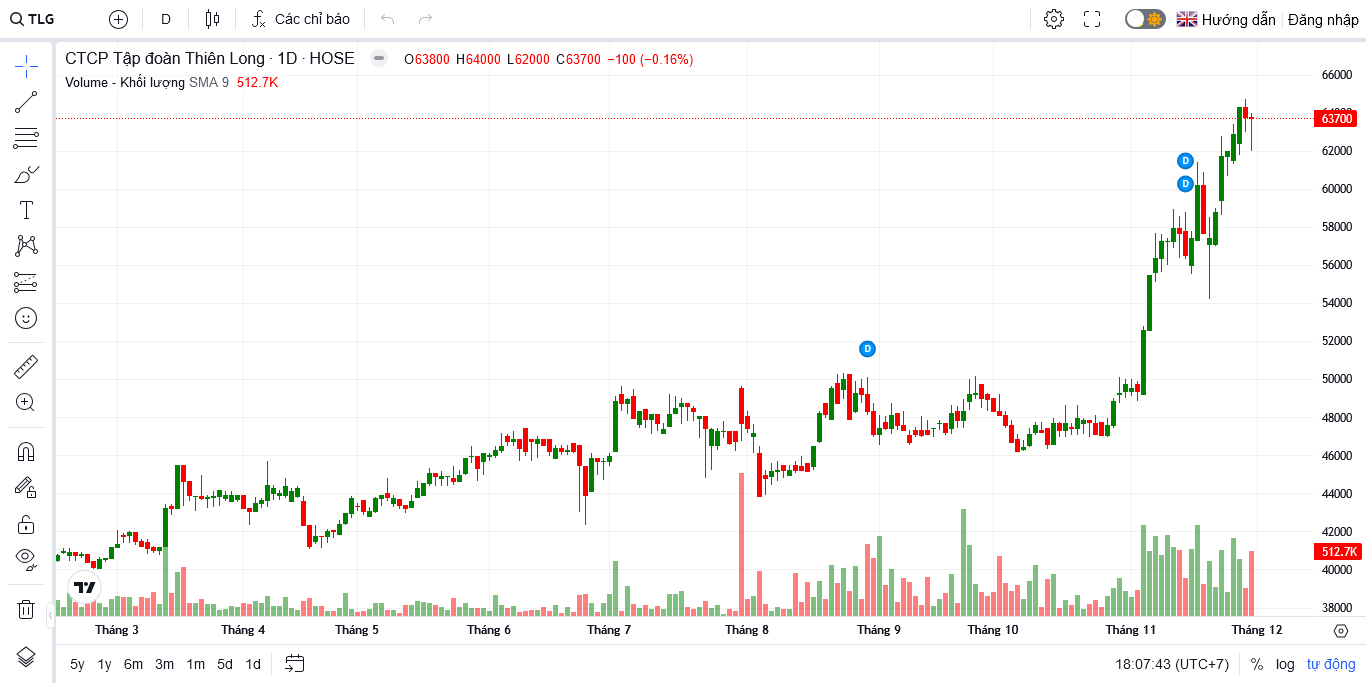 TLG D Các chỉ báo Hướng dẫn Đăng nhập
CTCP Tập đoàn Thiên Long · 1D · HOSE O63800 H64000 L62000 C63700 −100 (−0.16%)
Volume - Khối lượng SMA 9 512.7K
66000
63700
62000
D
60000
D
58000
56000
54000
52000
D
50000
48000
46000
44000
42000
512.7K
40000
38000
Tháng 3 Tháng 4 Tháng 5 Tháng 6 Tháng 7 Tháng 8 Tháng 9 Tháng 10 Tháng 11 Tháng 12
5y 1y 6m 3m 1m 5d 1d 18:07:43 (UTC+7) % log tự động